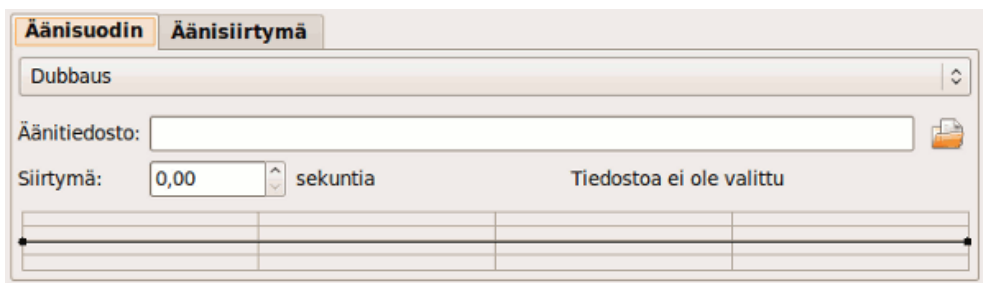 Äänisuodin Äänisiirtymä
Dubbaus
Äänitiedosto:
Siirtymä: 0,00 sekuntia Tiedostoa ei ole valittu